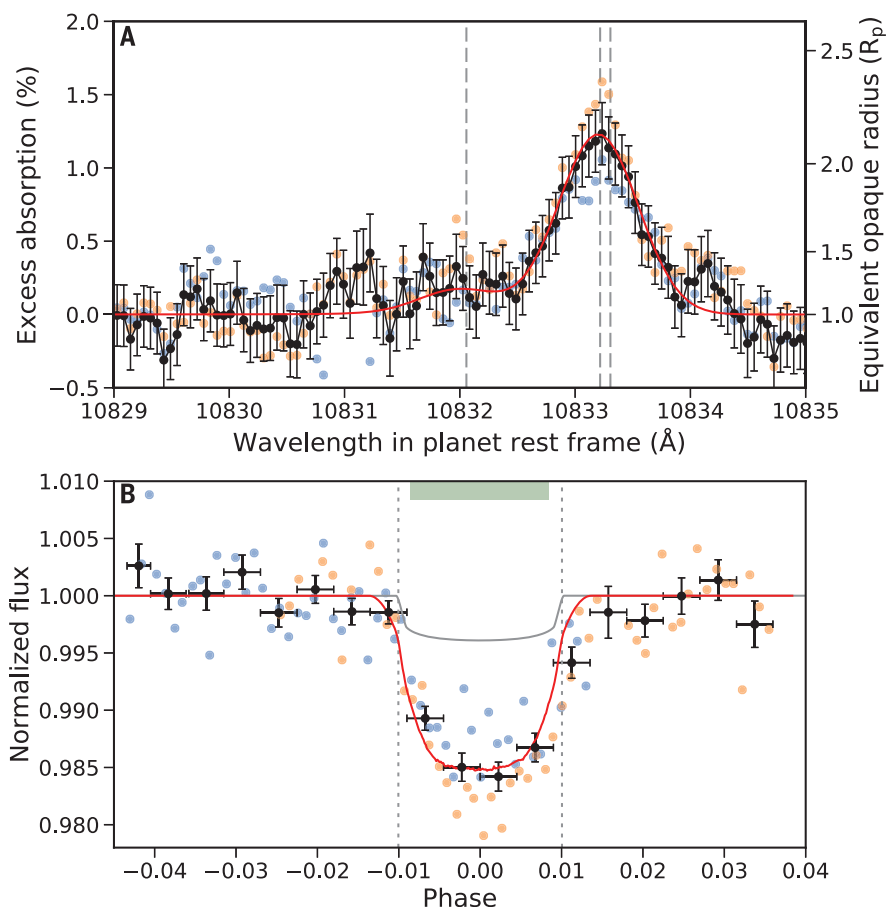 A
2.0
1.5
1.0
0.5
0.0
−0.5
Excess absorption (%)
2.5
2.0
1.5
1.0
Equivalent opaque radius (Rp)
10829 10830 10831 10832 10833 10834 10835
Wavelength in planet rest frame (Å)
B
1.010
1.005
1.000
0.995
0.990
0.985
0.980
Normalized flux
−0.04 −0.03 −0.02 −0.01 0.00 0.01 0.02 0.03 0.04
Phase